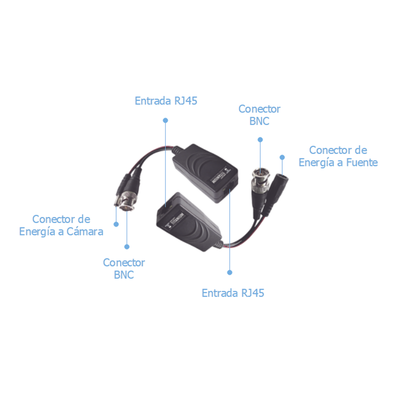 Entrada RJ45
Conector
BNC
Conector de
Energía a Fuente
Conector de
Energía a Cámara
Conector
BNC
Entrada RJ45